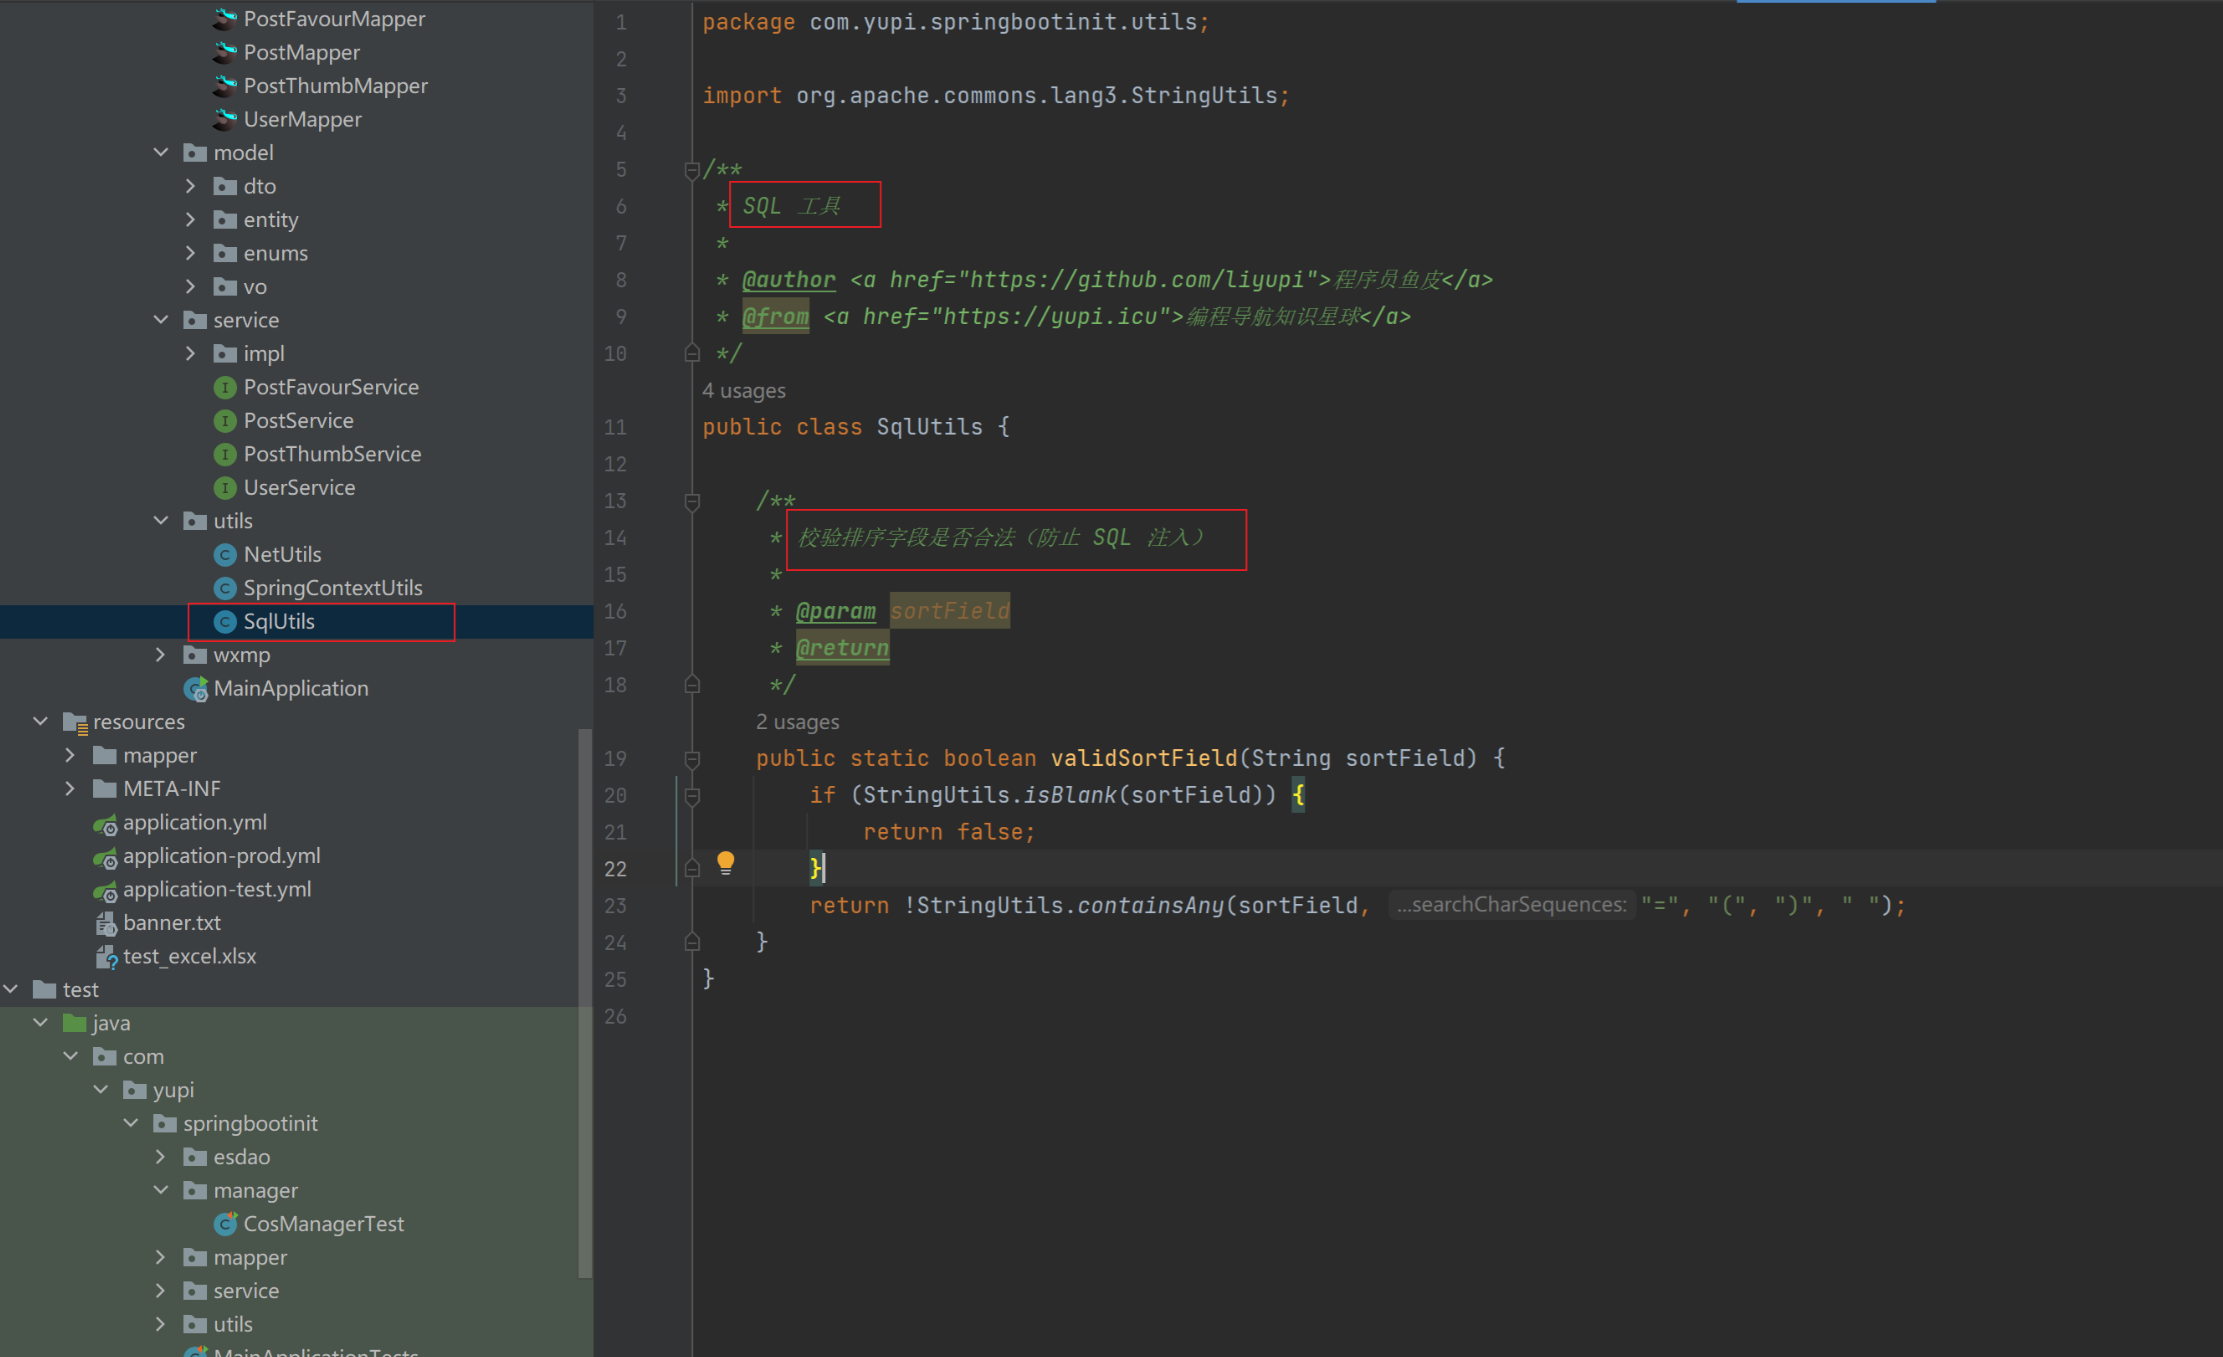 PostFavourMapper
PostMapper
PostThumbMapper
UserMapper
model
dto
entity
enums
vo
service
impl
PostFavourService
PostService
PostThumbService
UserService
utils
NetUtils
SpringContextUtils
SqlUtils
wxmp
MainApplication
resources
mapper
META-INF
application.yml
application-prod.yml
application-test.yml
banner.txt
test_excel.xlsx
test
java
com
yupi
springbootinit
esdao
manager
CosManagerTest
mapper
service
utils
MainApplicationTests
1 package com.yupi.springbootinit.utils;
2
3 import org.apache.commons.lang3.StringUtils;
4
5 /**
6 * SQL 工具
7 *
8 * @author <a href="https://github.com/liyupi">程序员鱼皮</a>
9 * @from <a href="https://yupi.icu">编程导航知识星球</a>
10 */
4 usages
11 public class SqlUtils {
12
13 /**
14 * 校验排序字段是否合法（防止 SQL 注入）
15 *
16 * @param sortField
17 * @return
18 */
2 usages
19 public static boolean validSortField(String sortField) {
20 if (StringUtils.isBlank(sortField)) {
21 return false;
22 }
23 return !StringUtils.containsAny(sortField, ...searchCharSequences: "=", "(", ")", " ");
24 }
25 }
26